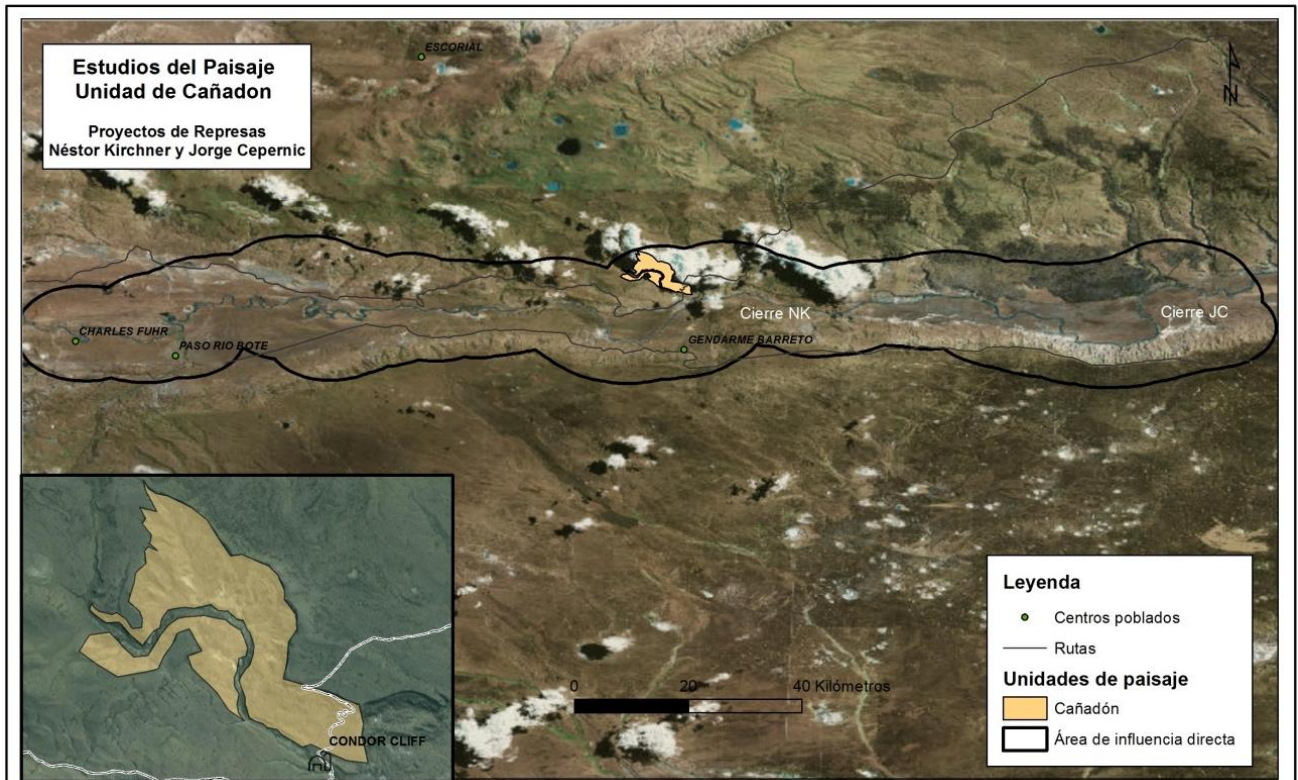 Estudios del Paisaje
Unidad de Cañadon
Proyectos de Represas
Néstor Kirchner y Jorge Cepernic
ESCORIAL
N
CHARLES FUHR
PASO RIO BOTE
GENDARME BARRETO
Cierre NK
Cierre JC
CONDOR CLIFF
0 20 40 Kilómetros
Leyenda
Centros poblados
Rutas
Unidades de paisaje
Cañadón
Área de influencia directa